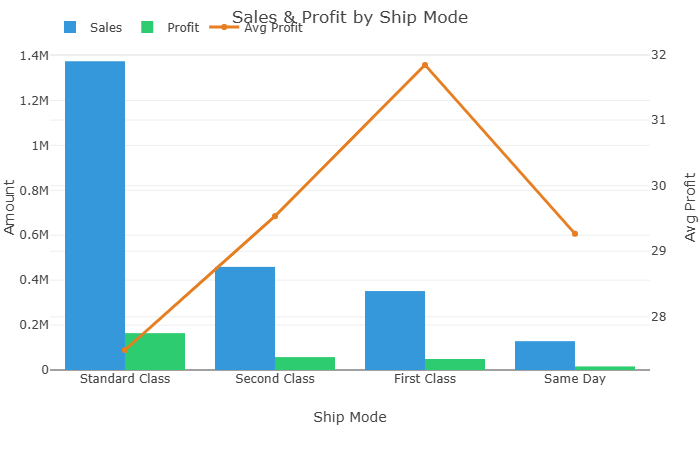 Sales & Profit by Ship Mode
Sales
Profit
Avg Profit
1.4M
1.2M
1M
0.8M
0.6M
0.4M
0.2M
0
Amount
32
31
30
29
28
Avg Profit
Standard Class
Second Class
First Class
Same Day
Ship Mode